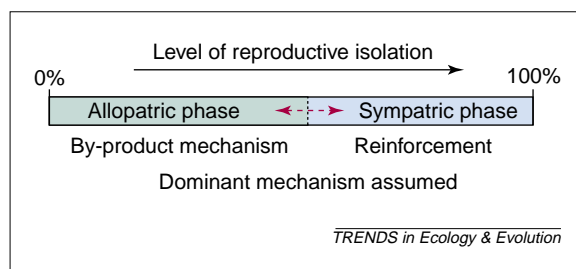 Level of reproductive isolation
0% 100%
Allopatric phase Sympatric phase
By-product mechanism Reinforcement
Dominant mechanism assumed
TRENDS in Ecology & Evolution